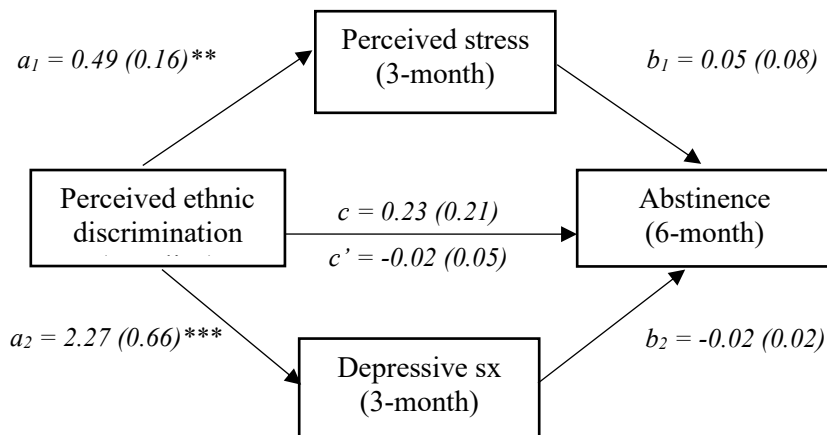 Perceived stress
(3-month)
a1 = 0.49 (0.16)**
b1 = 0.05 (0.08)
Perceived ethnic
discrimination
c = 0.23 (0.21)
c’ = -0.02 (0.05)
Abstinence
(6-month)
a2 = 2.27 (0.66)***
b2 = -0.02 (0.02)
Depressive sx
(3-month)